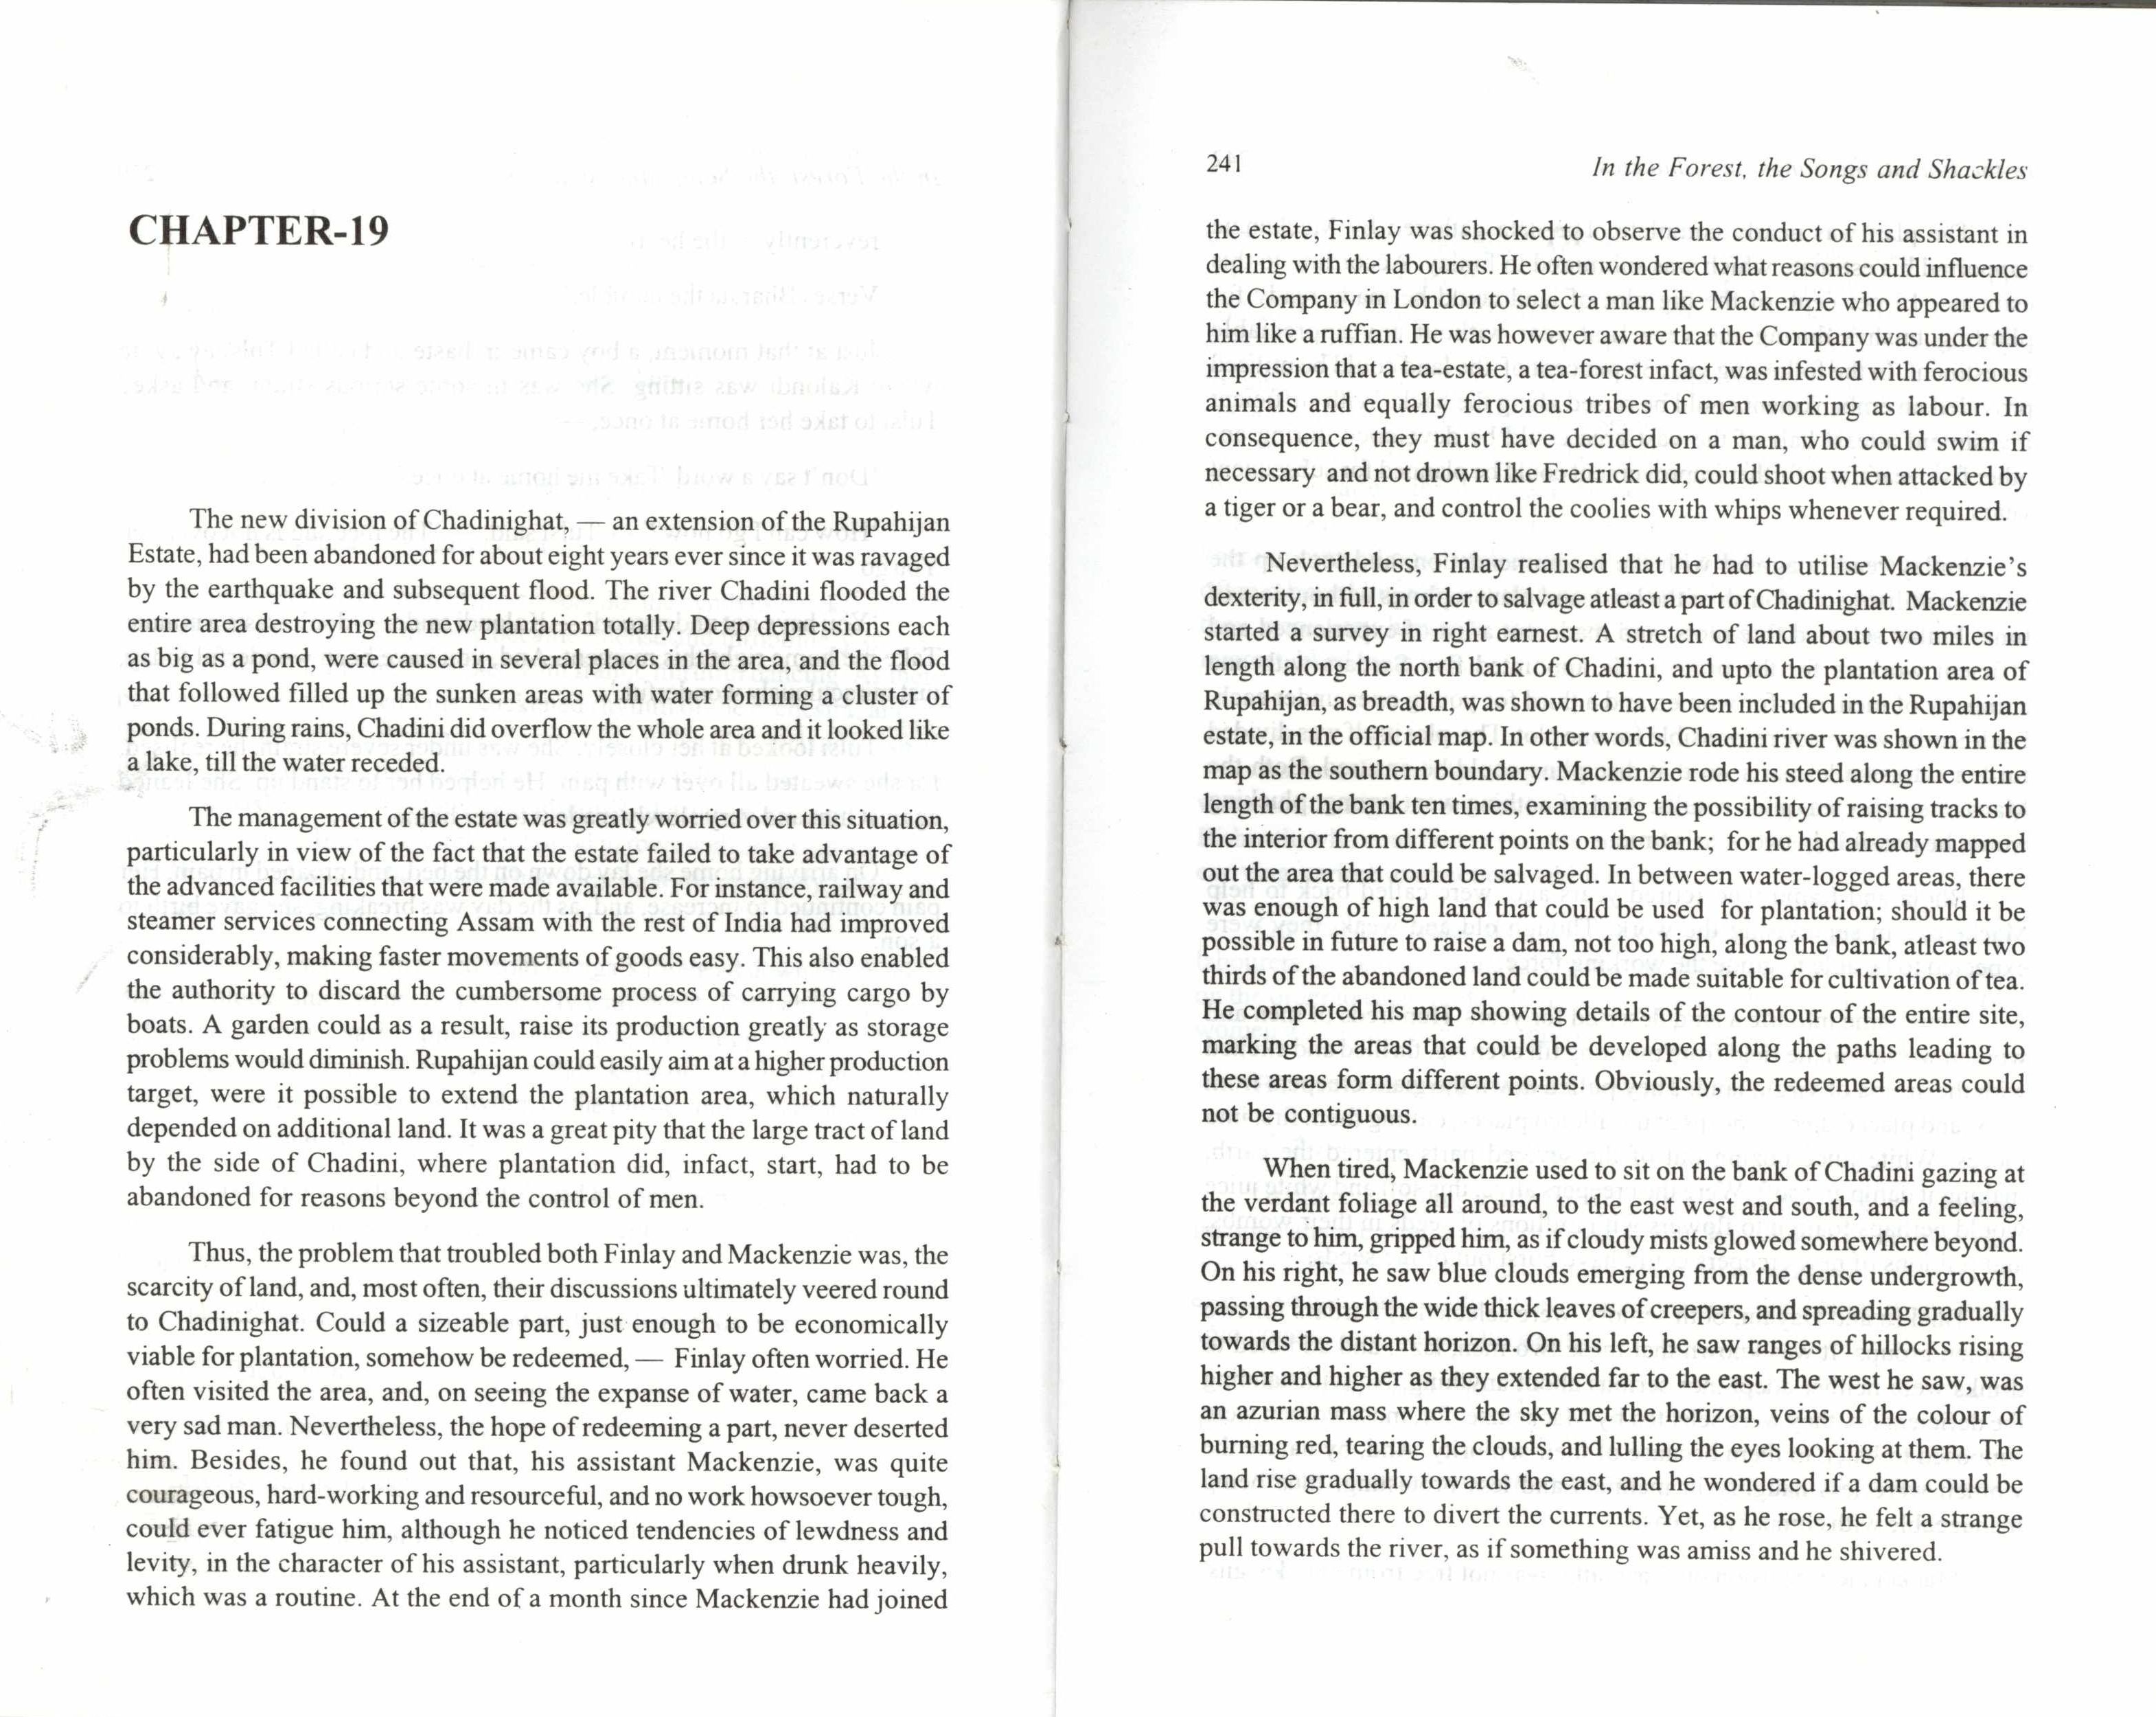 CHAPTER-19
The new division of Chadinighat, — an extension of the Rupahijan
Estate, had been abandoned for about eight years ever since it was ravaged
by the earthquake and subsequent flood. The river Chadini flooded the
entire area destroying the new plantation totally. Deep depressions each
as big as a pond, were caused in several places in the area, and the flood
that followed filled up the sunken areas with water forming a cluster of
ponds. During rains, Chadini did overflow the whole area and it looked like
a lake, till the water receded.
The management of the estate was greatly worried over this situation,
particularly in view of the fact that the estate failed to take advantage of
the advanced facilities that were made available. For instance, railway and
steamer services connecting Assam with the rest of India had improved
considerably, making faster movements of goods easy. This also enabled
the authority to discard the cumbersome process of carrying cargo by
boats. A garden could as a result, raise its production greatly as storage
problems would diminish. Rupahijan could easily aim at a higher production
target, were it possible to extend the plantation area, which naturally
depended on additional land. It was a great pity that the large tract of land
by the side of Chadini, where plantation did, infact, start, had to be
abandoned for reasons beyond the control of men.
Thus, the problem that troubled both Finlay and Mackenzie was, the
scarcity of land, and, most often, their discussions ultimately veered round
to Chadinighat. Could a sizeable part, just enough to be economically
viable for plantation, somehow be redeemed, — Finlay often worried. He
often visited the area, and, on seeing the expanse of water, came back a
very sad man. Nevertheless, the hope of redeeming a part, never deserted
him. Besides, he found out that, his assistant Mackenzie, was quite
courageous, hard-working and resourceful, and no work howsoever tough,
could ever fatigue him, although he noticed tendencies of lewdness and
levity, in the character of his assistant, particularly when drunk heavily,
which was a routine. At the end of a month since Mackenzie had joined
241 In the Forest, the Songs and Shackles
the estate, Finlay was shocked to observe the conduct of his assistant in
dealing with the labourers. He often wondered what reasons could influence
the Company in London to select a man like Mackenzie who appeared to
him like a ruffian. He was however aware that the Company was under the
impression that a tea-estate, a tea-forest infact, was infested with ferocious
animals and equally ferocious tribes of men working as labour. In
consequence, they must have decided on a man, who could swim if
necessary and not drown like Fredrick did, could shoot when attacked by
a tiger or a bear, and control the coolies with whips whenever required.
Nevertheless, Finlay realised that he had to utilise Mackenzie's
dexterity, in full, in order to salvage atleast a part of Chadinighat. Mackenzie
started a survey in right earnest. A stretch of land about two miles in
length along the north bank of Chadini, and upto the plantation area of
Rupahijan, as breadth, was shown to have been included in the Rupahijan
estate, in the official map. In other words, Chadini river was shown in the
map as the southern boundary. Mackenzie rode his steed along the entire
length of the bank ten times, examining the possibility of raising tracks to
the interior from different points on the bank; for he had already mapped
out the area that could be salvaged. In between water-logged areas, there
was enough of high land that could be used for plantation; should it be
possible in future to raise a dam, not too high, along the bank, atleast two
thirds of the abandoned land could be made suitable for cultivation of tea.
He completed his map showing details of the contour of the entire site,
marking the areas that could be developed along the paths leading to
these areas form different points. Obviously, the redeemed areas could
not be contiguous.
When tired, Mackenzie used to sit on the bank of Chadini gazing at
the verdant foliage all around, to the east west and south, and a feeling,
strange to him, gripped him, as if cloudy mists glowed somewhere beyond.
On his right, he saw blue clouds emerging from the dense undergrowth,
passing through the wide thick leaves of creepers, and spreading gradually
towards the distant horizon. On his left, he saw ranges of hillocks rising
higher and higher as they extended far to the east. The west he saw, was
an azurian mass where the sky met the horizon, veins of the colour of
burning red, tearing the clouds, and lulling the eyes looking at them. The
land rise gradually towards the east, and he wondered if a dam could be
constructed there to divert the currents. Yet, as he rose, he felt a strange
pull towards the river, as if something was amiss and he shivered.